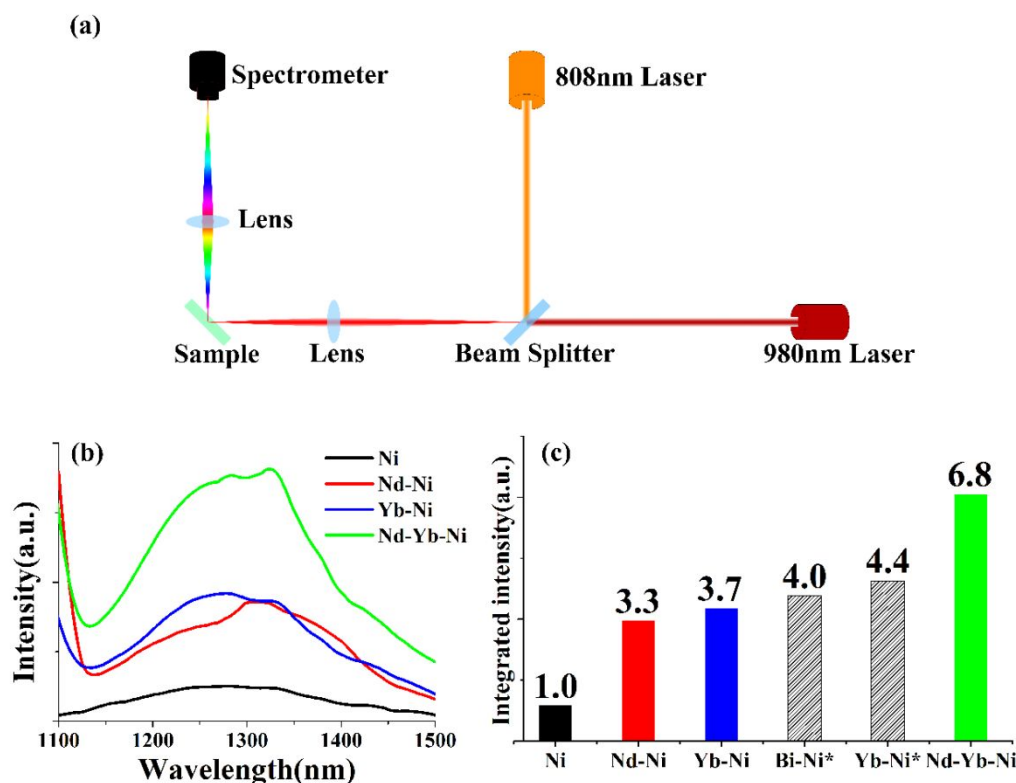 (a)
Spectrometer
808nm Laser
Lens
Sample
Lens
Beam Splitter
980nm Laser
(b)
Ni
Nd-Ni
Yb-Ni
Nd-Yb-Ni
Intensity(a.u.)
1100
1200
1300
1400
1500
Wavelength(nm)
(c)
Integrated intensity(a.u.)
1.0
3.3
3.7
4.0
4.4
6.8
Ni
Nd-Ni
Yb-Ni
Bi-Ni*
Yb-Ni*
Nd-Yb-Ni